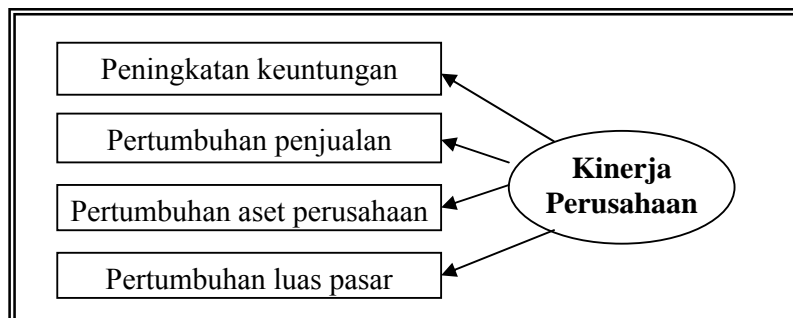 Peningkatan keuntungan
Pertumbuhan penjualan
Kinerja
Perusahaan
Pertumbuhan aset perusahaan
Pertumbuhan luas pasar